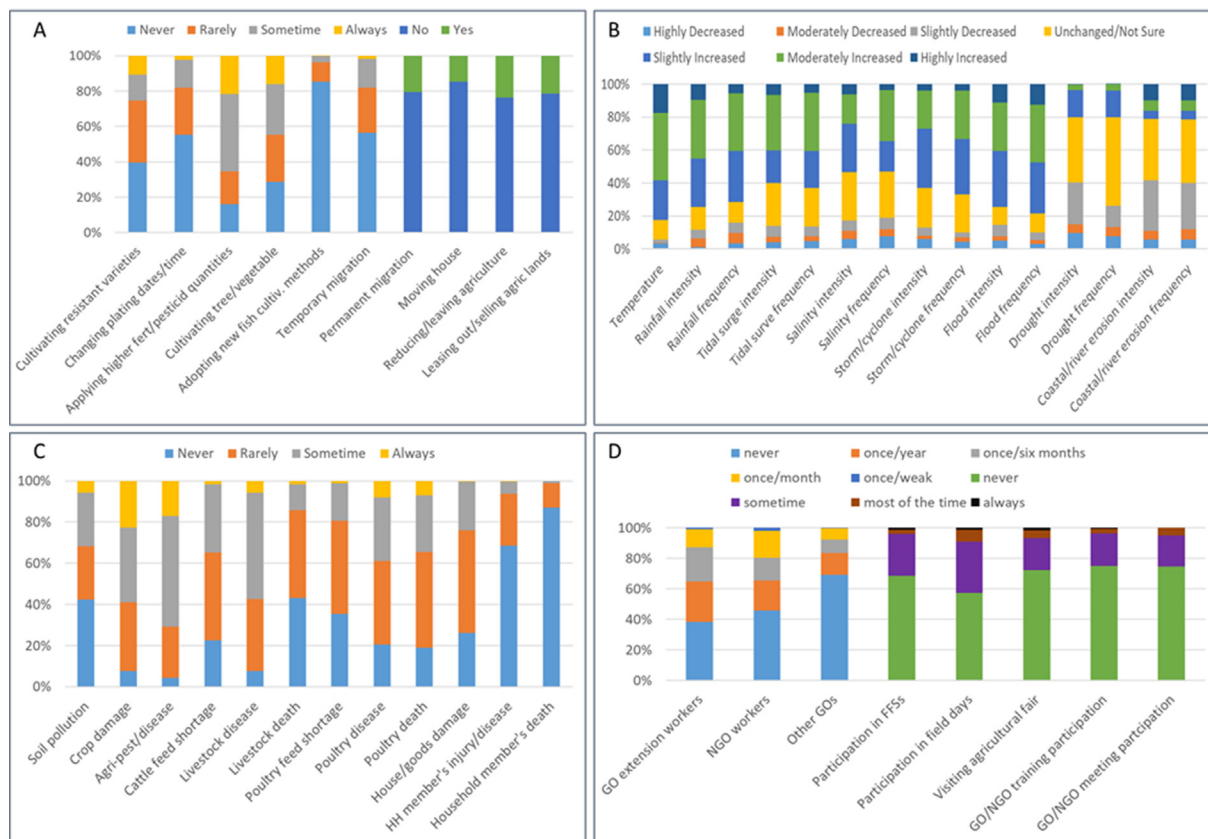 A
Never Rarely Sometime Always No Yes
100%
80%
60%
40%
20%
0%
Cultivating resistant varieties
Changing plating dates/time
Applying higher fert/pesticid quantities
Cultivating tree/vegetable
Adopting new fish cultiv. methods
Temporary migration
Permanent migration
Moving house
Reducing/leaving agriculture
Leasing out/selling agric lands
B
Highly Decreased Moderately Decreased Slightly Decreased Unchanged/Not Sure
Slightly Increased Moderately Increased Highly Increased
100%
80%
60%
40%
20%
0%
Temperature
Rainfall intensity
Rainfall frequency
Tidal surge intensity
Tidal surve frequency
Salinity intensity
Salinity frequency
Storm/cyclone intensity
Storm/cyclone frequency
Flood intensity
Flood frequency
Drought intensity
Drought frequency
Coastal/river erosion intensity
Coastal/river erosion frequency
C
Never Rarely Sometime Always
100%
80%
60%
40%
20%
0%
Soil pollution
Crop damage
Agri-pest/disease
Cattle feed shortage
Livestock disease
Livestock death
Poultry feed shortage
Poultry disease
Poultry death
House/goods damage
HH member's injury/disease
Household member's death
D
never once/year once/six months
once/month once/weak never
sometime most of the time always
100%
80%
60%
40%
20%
0%
GO extension workers
NGO workers
Other GOs
Participation in FFSs
Participation in field days
Visiting agricultural fair
GO/NGO training participation
GO/NGO meeting partcipation